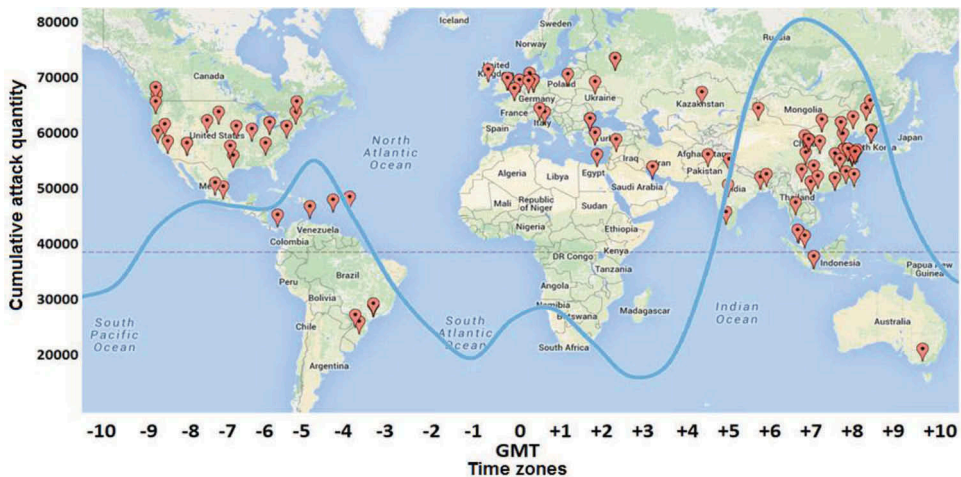 Cumulative attack quantity
80000
70000
60000
50000
40000
30000
20000
Iceland
Sweden
Norway
Russia
Canada
United Kingdom
Poland
Germany
Ukraine
Kazakhstan
Mongolia
France
Italy
Spain
United States
North
Atlantic
Ocean
Japan
South Korea
Iraq
Iran
Afghanistan
Pakistan
Algeria
Libya
Egypt
Saudi Arabia
India
Mali
Republic
of Niger
Sudan
Thailand
Venezuela
Colombia
Nigeria
Ethiopia
Kenya
DR Congo
Tanzania
Indonesia
Papua New
Guinea
Peru
Brazil
Bolivia
Angola
Namibia
Botswana
Madagascar
Indian
Ocean
South
Pacific
Ocean
South
Atlantic
Ocean
Chile
Argentina
South Africa
Australia
-10 -9 -8 -7 -6 -5 -4 -3 -2 -1 0 +1 +2 +3 +4 +5 +6 +7 +8 +9 +10
GMT
Time zones